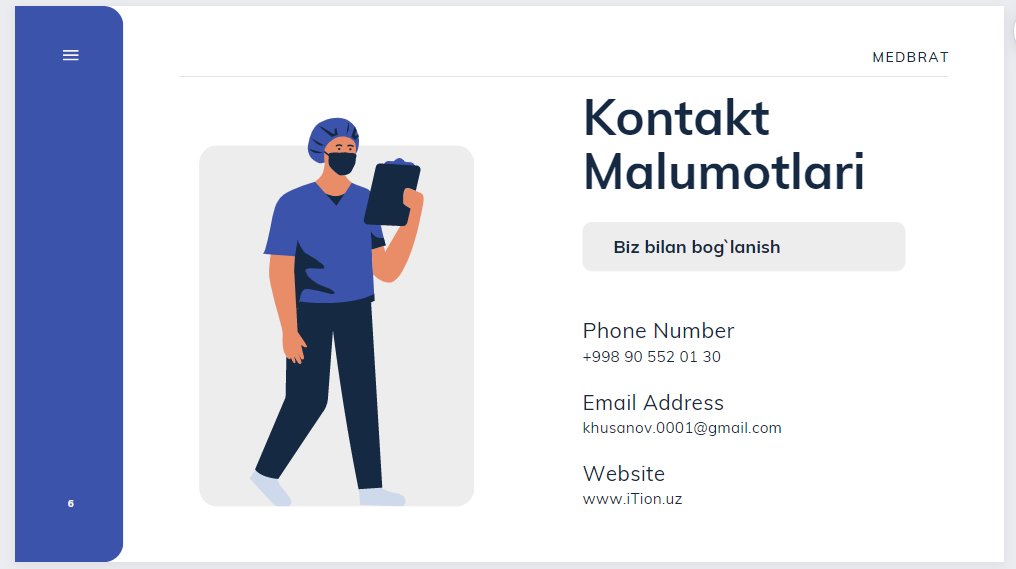 MEDBRAT
Kontakt
Malumotlari
Biz bilan bog`lanish
Phone Number
+998 90 552 01 30
Email Address
khusanov.0001@gmail.com
Website
www.iTion.uz
6